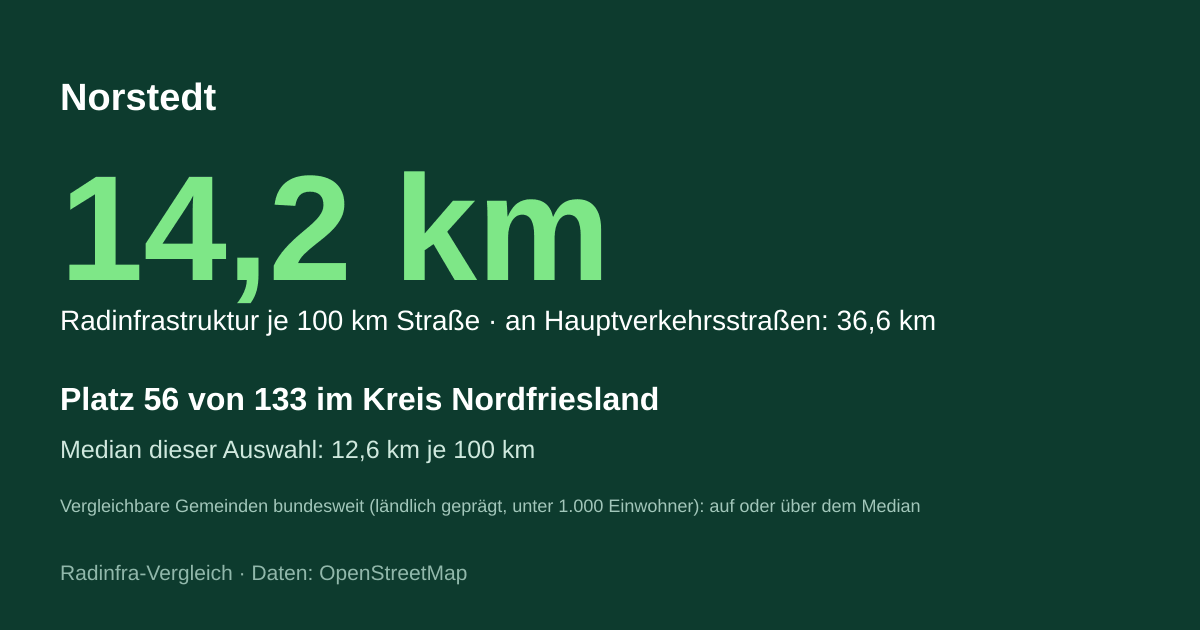 Norstedt
14,2 km
Radinfrastruktur je 100 km Straße · an Hauptverkehrsstraßen: 36,6 km
Platz 56 von 133 im Kreis Nordfriesland
Median dieser Auswahl: 12,6 km je 100 km
Vergleichbare Gemeinden bundesweit (ländlich geprägt, unter 1.000 Einwohner): auf oder über dem Median
Radinfra-Vergleich · Daten: OpenStreetMap